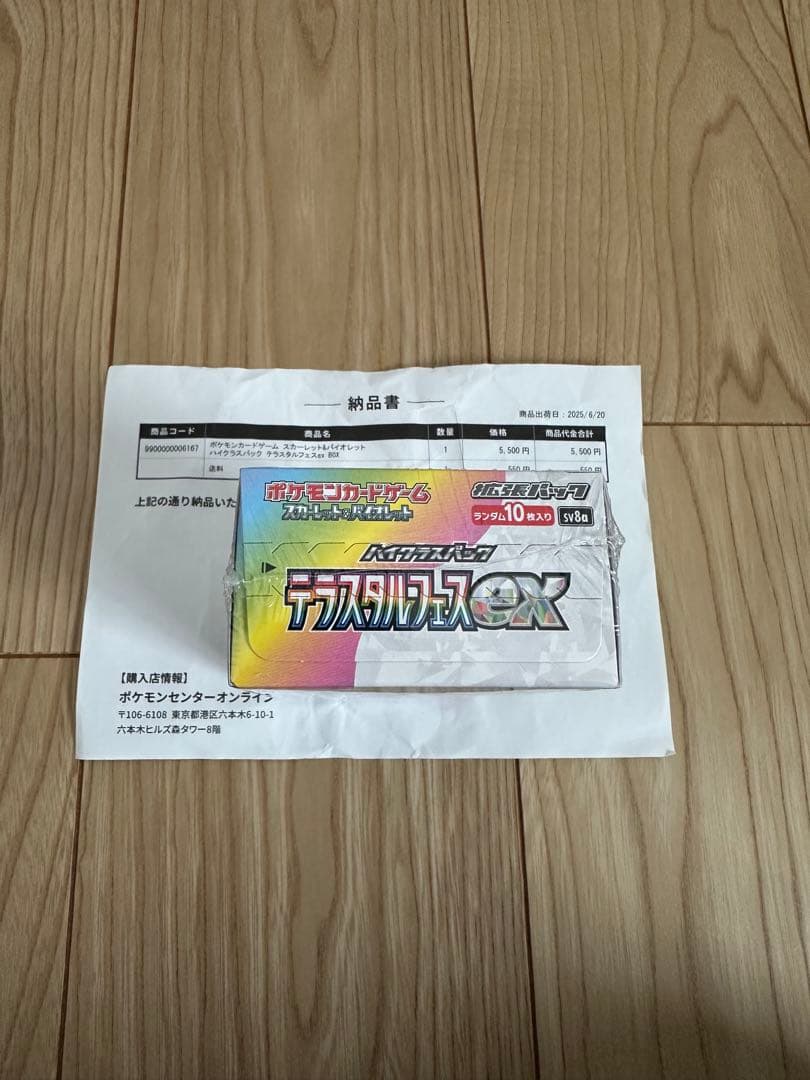 納品書
商品出荷日：2025/6/20
商品コード 商品名 数量 価格 商品代金合計
9900000006167 ポケモンカードゲーム スカーレット&バイオレット ハイクラスパック テラスタルフェスex BOX 1 5,500 円 5,500 円
送料 1 550 円 550 円
上記の通り納品いた
ポケモンカードゲーム
スカーレット&バイオレット
拡張パック
ランダム10枚入り
SV8a
ハイクラスパック
テラスタルフェスex
【購入店情報】
ポケモンセンターオンライン
〒106-6108 東京都港区六本木6-10-1
六本木ヒルズ森タワー8階